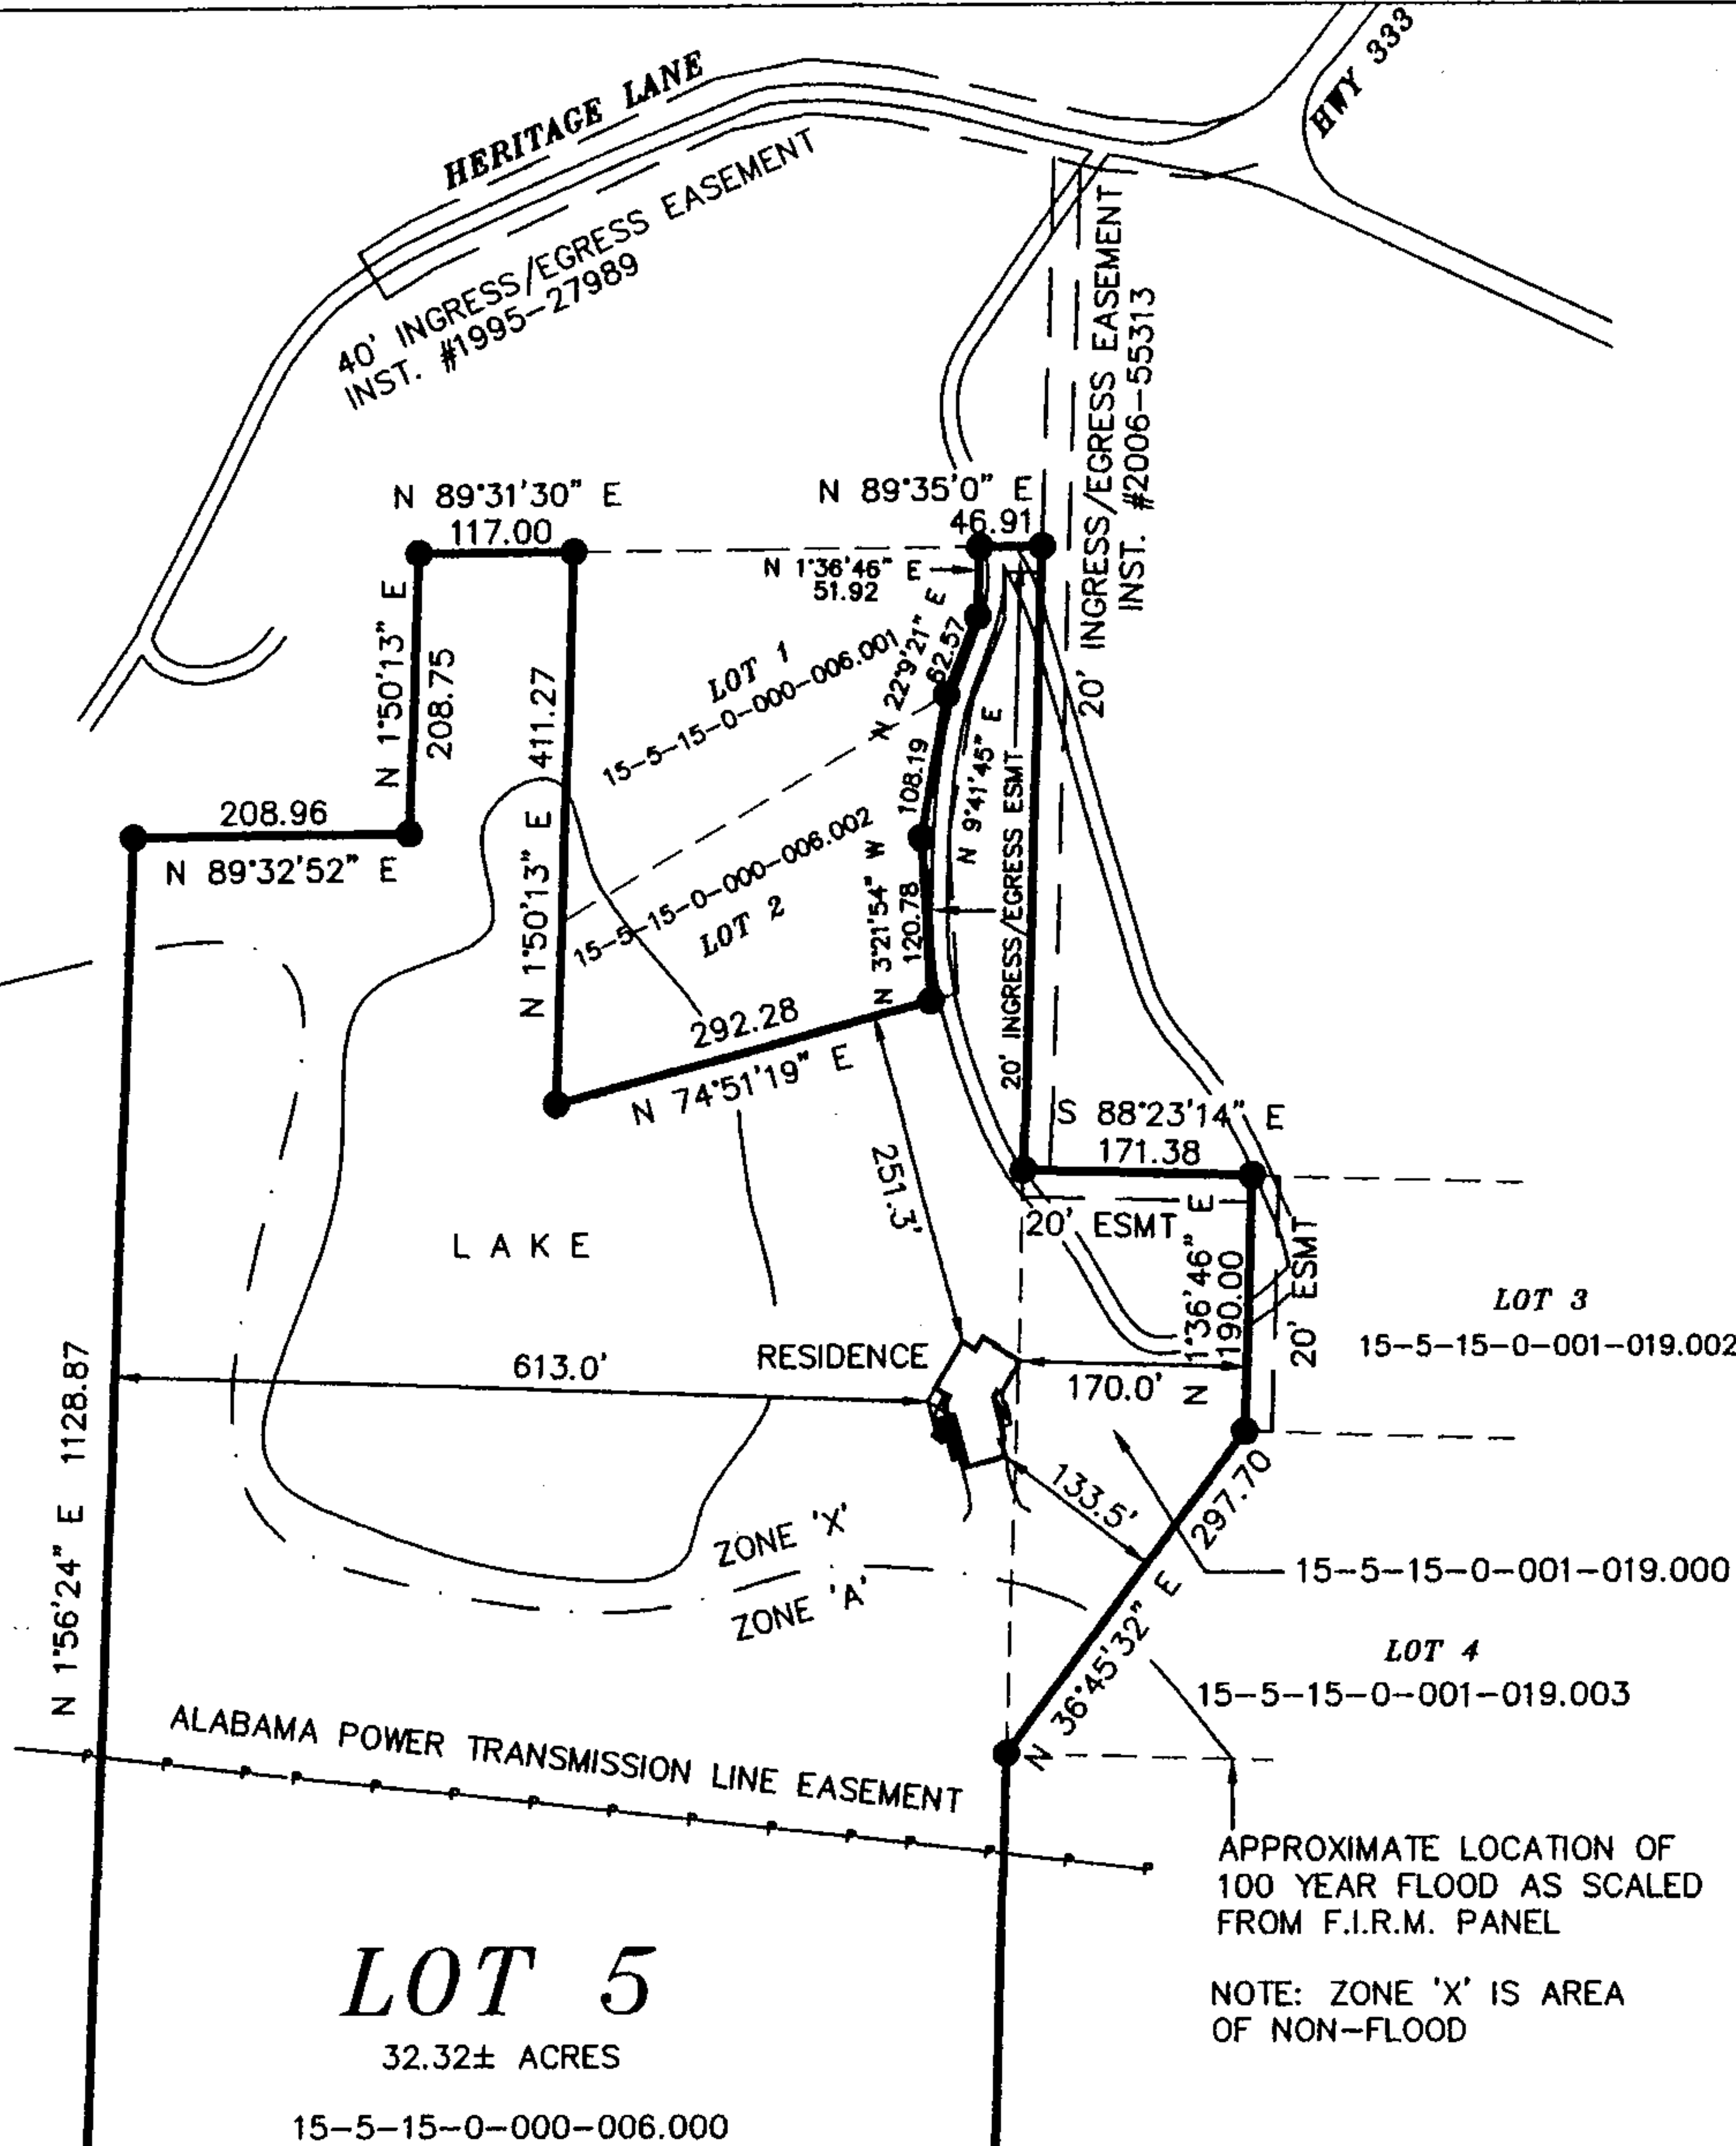 HWY 333
HERITAGE LANE
40' INGRESS/EGRESS EASEMENT
INST. #1995-27989
20' INGRESS/EGRESS EASEMENT
INST. #2006-55313
N 89°31'30" E
117.00
N 89°35'0" E
46.91
N 1°36'46" E
51.92
N 22°9'21" E
62.57
N 1°50'13" E
208.75
N 1°50'13" E 411.27
LOT 1
15-5-15-0-000-006.001
208.96
N 89°32'52" E
108.19
N 9°41'45" E
15-5-15-0-000-006.002
LOT 2
N 3°21'54" W
120.78
20' INGRESS/EGRESS ESMT
292.28
N 74°51'19" E
S 88°23'14" E
171.38
251.3'
20' ESMT
LAKE
N 1°36'46" E
190.00
20' ESMT
LOT 3
15-5-15-0-001-019.002
RESIDENCE
613.0'
170.0'
N 1°56'24" E 1128.87
133.5'
297.70
N 36°45'32" E
ZONE 'X'
ZONE 'A'
15-5-15-0-001-019.000
LOT 4
15-5-15-0-001-019.003
ALABAMA POWER TRANSMISSION LINE EASEMENT
P P P P P P P P P P P P P P
APPROXIMATE LOCATION OF
100 YEAR FLOOD AS SCALED
FROM F.I.R.M. PANEL
NOTE: ZONE 'X' IS AREA
OF NON-FLOOD
LOT 5
32.32± ACRES
15-5-15-0-000-006.000